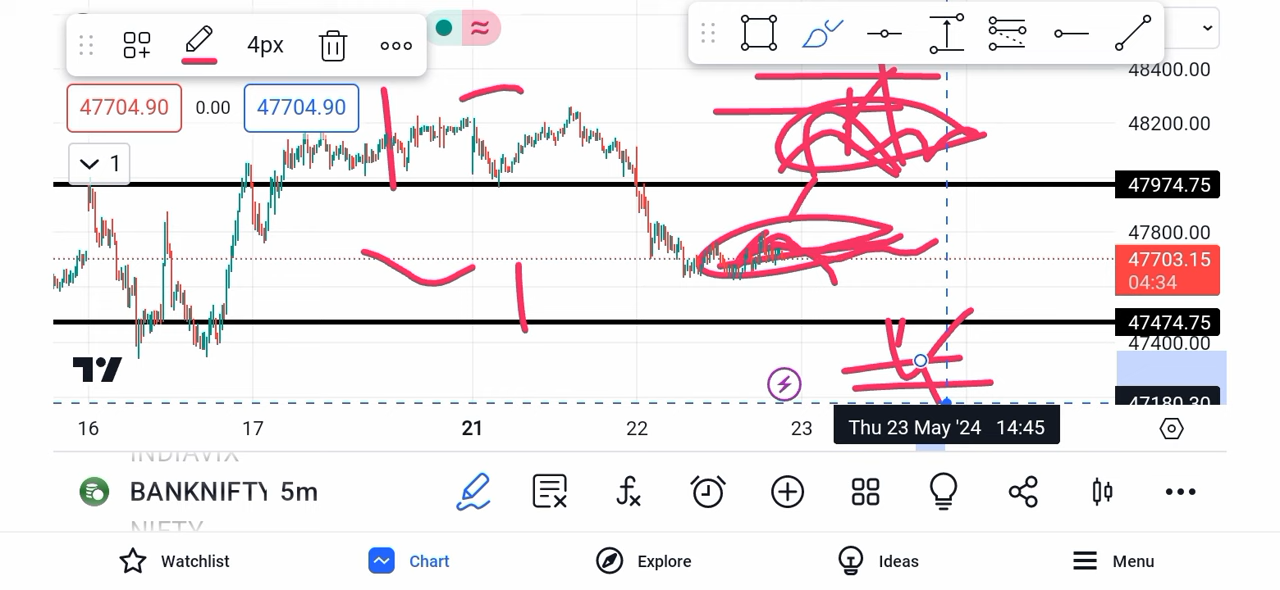 4px
48400.00
47704.90 0.00 47704.90
48200.00
1
47974.75
47800.00
47703.15
04:34
47474.75
47400.00
47180.30
16 17 21 22 23 Thu 23 May '24 14:45
INDIAVIX
BANKNIFTY 5m
NIFTY
Watchlist Chart Explore Ideas Menu